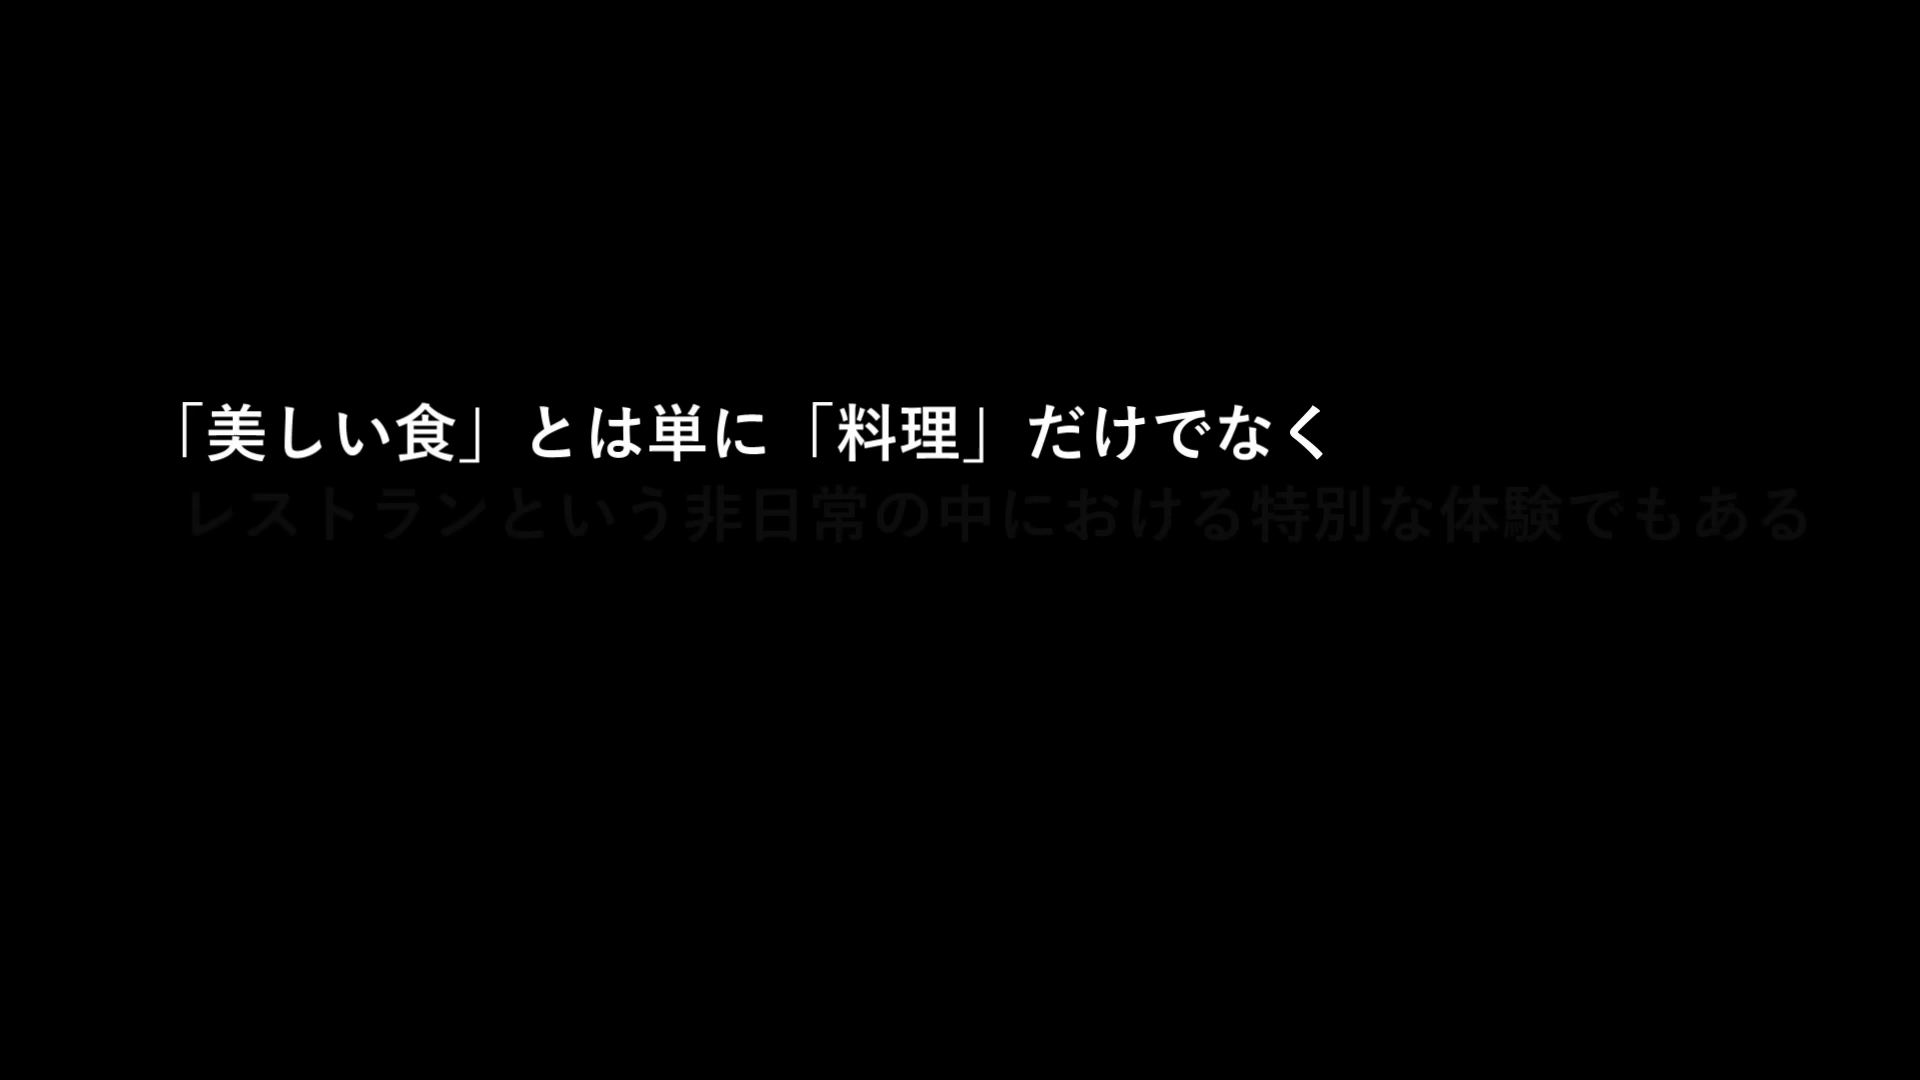 「美しい食」とは単に「料理」だけでなく
レストランという非日常の中における特別な体験でもある